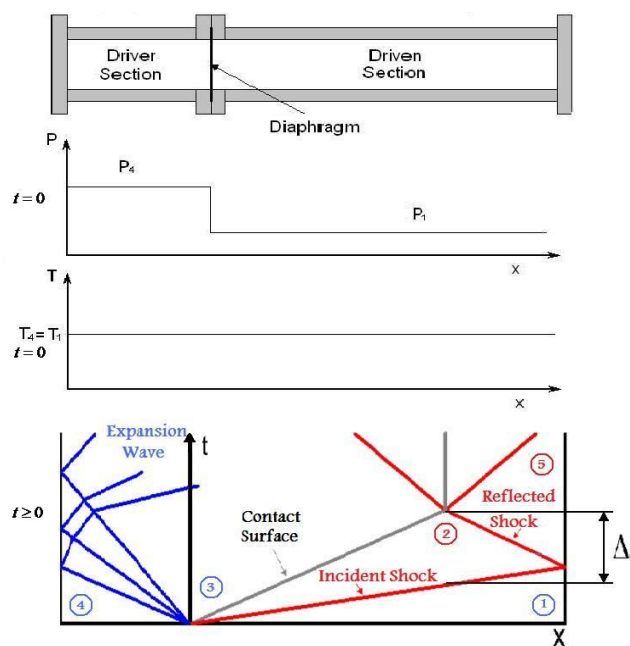 Driver
Section
Driven
Section
Diaphragm
P
P₄
t=0
P₁
x
T
T₄=T₁
t=0
x
Expansion
Wave
t
5
t≥0
Contact
Surface
2
Reflected
Shock
Δ
3
Incident Shock
4
1
X